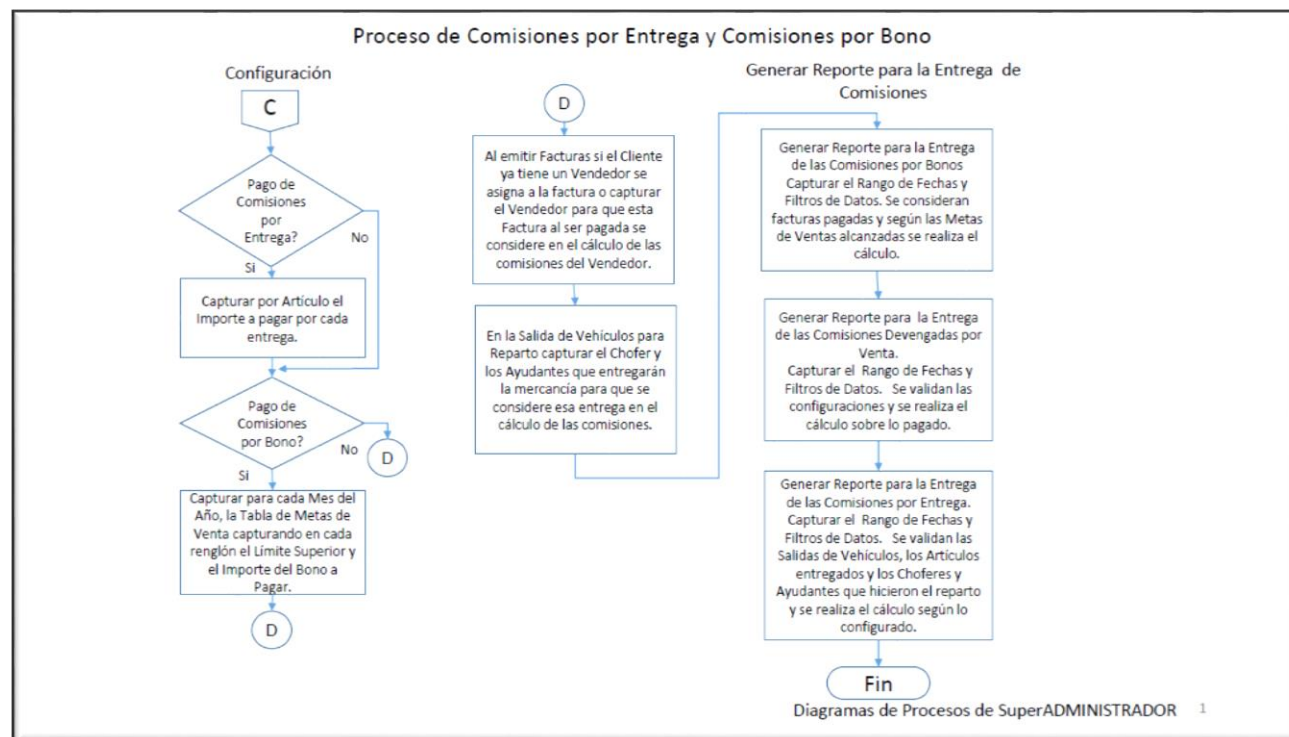 Proceso de Comisiones por Entrega y Comisiones por Bono
Configuración
C
Pago de
Comisiones
por
Entrega?
No
Si
Capturar por Artículo el
Importe a pagar por cada
entrega.
Pago de
Comisiones
por Bono?
No
D
Si
Capturar para cada Mes del
Año, la Tabla de Metas de
Venta capturando en cada
renglón el Límite Superior y
el Importe del Bono a
Pagar.
D
D
Al emitir Facturas si el Cliente
ya tiene un Vendedor se
asigna a la factura o capturar
el Vendedor para que esta
Factura al ser pagada se
considere en el cálculo de las
comisiones del Vendedor.
En la Salida de Vehículos para
Reparto capturar el Chofer y
los Ayudantes que entregarán
la mercancía para que se
considere esa entrega en el
cálculo de las comisiones.
Generar Reporte para la Entrega de
Comisiones
Generar Reporte para la Entrega
de las Comisiones por Bonos
Capturar el Rango de Fechas y
Filtros de Datos. Se consideran
facturas pagadas y según las Metas
de Ventas alcanzadas se realiza el
cálculo.
Generar Reporte para la Entrega
de las Comisiones Devengadas por
Venta.
Capturar el Rango de Fechas y
Filtros de Datos. Se validan las
configuraciones y se realiza el
cálculo sobre lo pagado.
Generar Reporte para la Entrega
de las Comisiones por Entrega.
Capturar el Rango de Fechas y
Filtros de Datos. Se validan las
Salidas de Vehículos, los Artículos
entregados y los Choferes y
Ayudantes que hicieron el reparto
y se realiza el cálculo según lo
configurado.
Fin
Diagramas de Procesos de SuperADMINISTRADOR 1